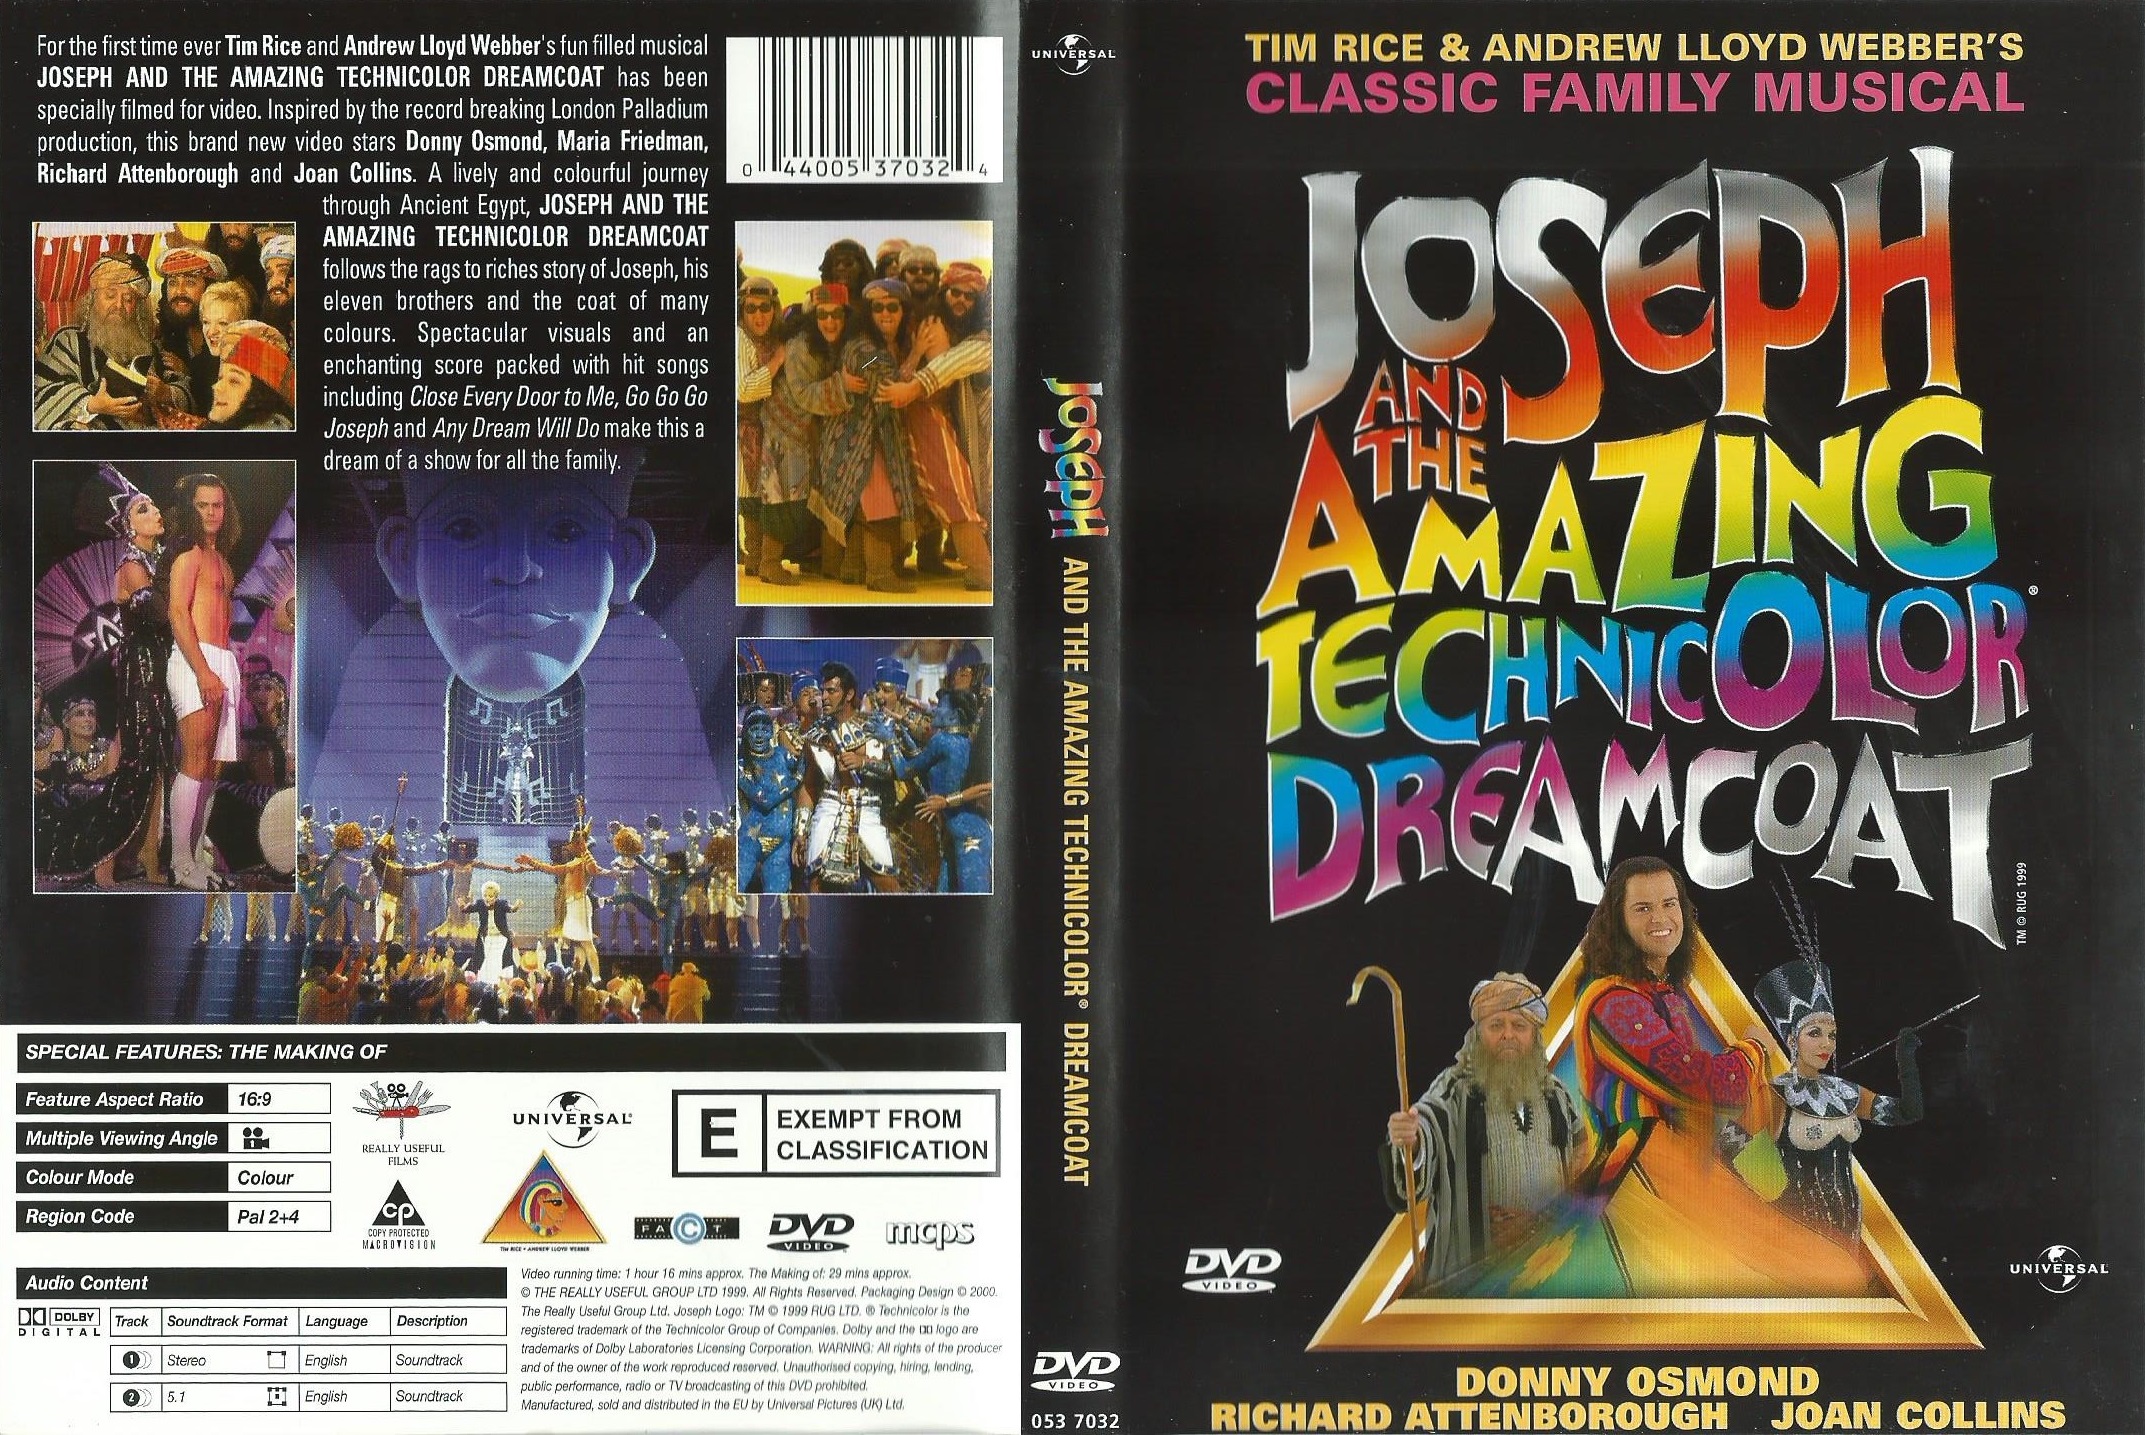 For the first time ever Tim Rice and Andrew Lloyd Webber's fun filled musical
JOSEPH AND THE AMAZING TECHNICOLOR DREAMCOAT has been
specially filmed for video. Inspired by the record breaking London Palladium
production, this brand new video stars Donny Osmond, Maria Friedman,
Richard Attenborough and Joan Collins. A lively and colourful journey
through Ancient Egypt, JOSEPH AND THE
AMAZING TECHNICOLOR DREAMCOAT
follows the rags to riches story of Joseph, his
eleven brothers and the coat of many
colours. Spectacular visuals and an
enchanting score packed with hit songs
including Close Every Door to Me, Go Go Go
Joseph and Any Dream Will Do make this a
dream of a show for all the family.
0 44005 37032 4
SPECIAL FEATURES: THE MAKING OF
Feature Aspect Ratio 16:9
Multiple Viewing Angle 1
Colour Mode Colour
Region Code Pal 2+4
REALLY USEFUL
FILMS
UNIVERSAL®
E EXEMPT FROM
CLASSIFICATION
CP
COPY PROTECTED
MACROVISION
TIM RICE • ANDREW LLOYD WEBBER
FACT
DVD
VIDEO
mcps
Audio Content
DOLBY
DIGITAL
Track Soundtrack Format Language Description
1 Stereo English Soundtrack
2 5.1 English Soundtrack
Video running time: 1 hour 16 mins approx. The Making of: 29 mins approx.
© THE REALLY USEFUL GROUP LTD 1999. All Rights Reserved. Packaging Design © 2000.
The Really Useful Group Ltd. Joseph Logo: TM © 1999 RUG LTD. ® Technicolor is the
registered trademark of the Technicolor Group of Companies. Dolby and the DD logo are
trademarks of Dolby Laboratories Licensing Corporation. WARNING: All rights of the producer
and of the owner of the work reproduced reserved. Unauthorised copying, hiring, lending,
public performance, radio or TV broadcasting of this DVD prohibited.
Manufactured, sold and distributed in the EU by Universal Pictures (UK) Ltd.
UNIVERSAL
JOSEPH AND THE AMAZING TECHNICOLOR® DREAMCOAT
DVD
VIDEO
053 7032
TIM RICE & ANDREW LLOYD WEBBER'S
CLASSIC FAMILY MUSICAL
JOSEPH
AND
THE
AMAZING
TECHNICOLOR®
DREAMCOAT
TM © RUG 1999
DVD
VIDEO
UNIVERSAL
DONNY OSMOND
RICHARD ATTENBOROUGH JOAN COLLINS